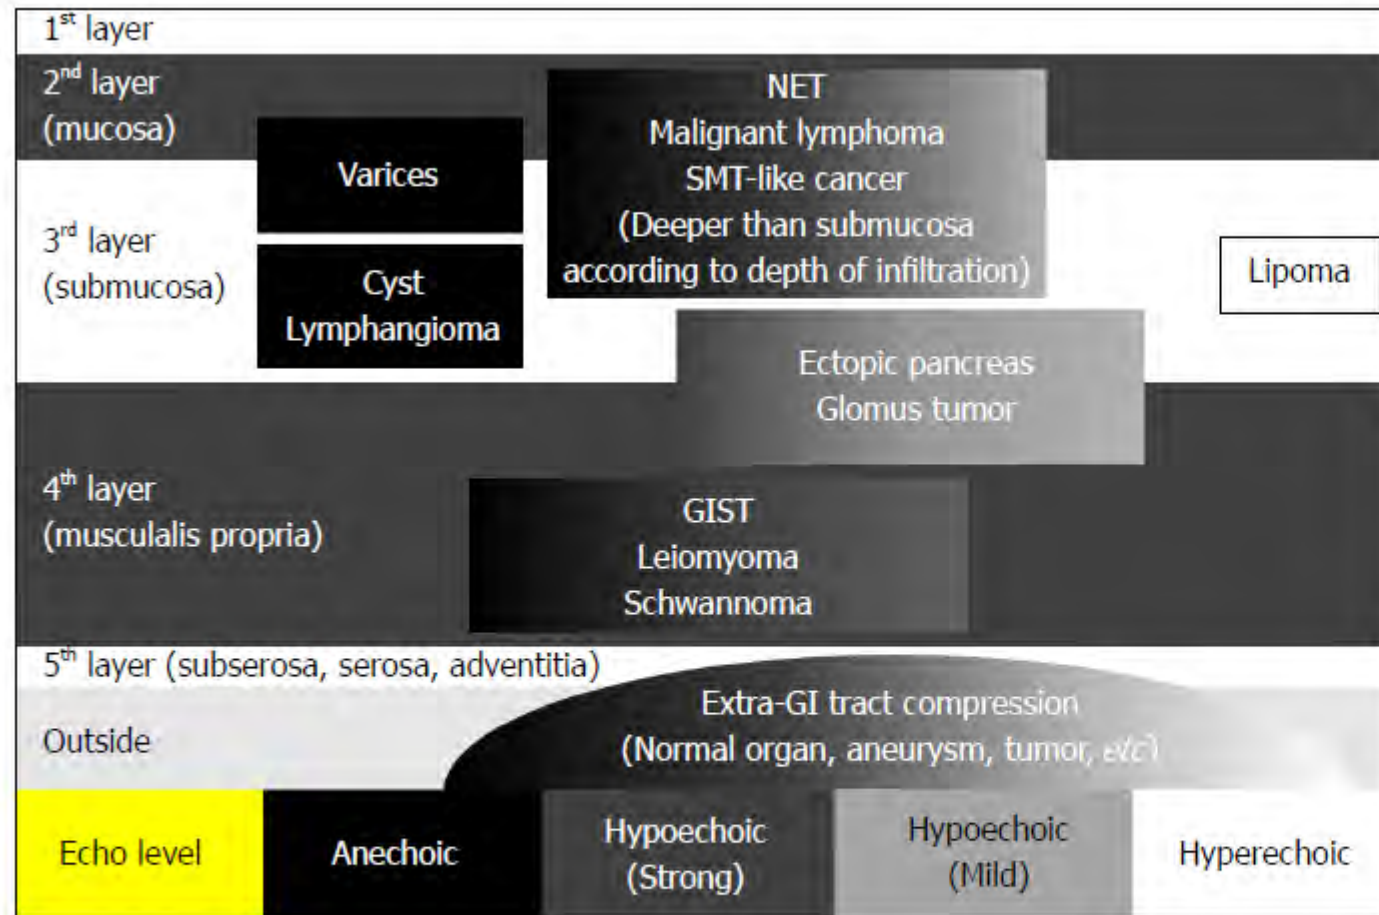 1st layer
2nd layer
(mucosa)
NET
Malignant lymphoma
SMT-like cancer
(Deeper than submucosa
according to depth of infiltration)
Varices
3rd layer
(submucosa)
Cyst
Lymphangioma
Lipoma
Ectopic pancreas
Glomus tumor
4th layer
(musculalis propria)
GIST
Leiomyoma
Schwannoma
5th layer (subserosa, serosa, adventitia)
Outside
Extra-GI tract compression
(Normal organ, aneurysm, tumor, etc)
Echo level
Anechoic
Hypoechoic
(Strong)
Hypoechoic
(Mild)
Hyperechoic